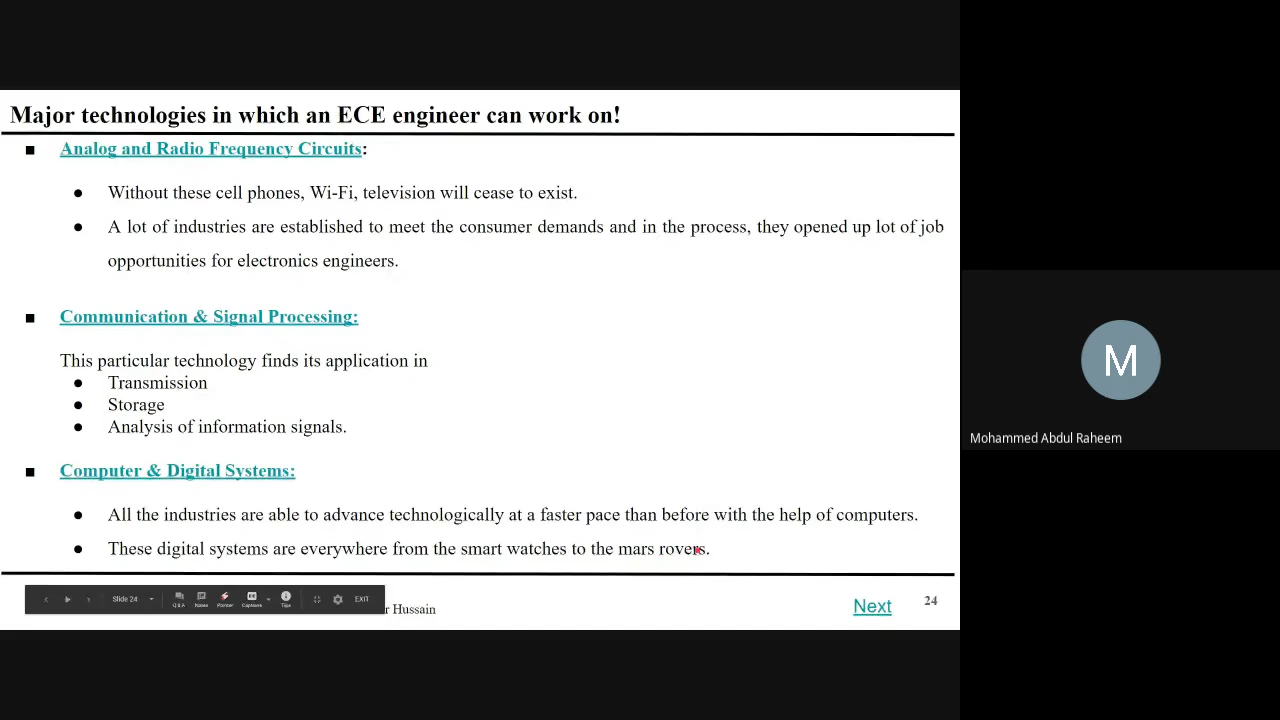 Major technologies in which an ECE engineer can work on!
■ Analog and Radio Frequency Circuits:
● Without these cell phones, Wi-Fi, television will cease to exist.
● A lot of industries are established to meet the consumer demands and in the process, they opened up lot of job
opportunities for electronics engineers.
■ Communication & Signal Processing:
This particular technology finds its application in
● Transmission
● Storage
● Analysis of information signals.
■ Computer & Digital Systems:
● All the industries are able to advance technologically at a faster pace than before with the help of computers.
● These digital systems are everywhere from the smart watches to the mars rovers.
Slide 24
Q&A Notes Pointer Captions Tips EXIT
r Hussain
Next
24
M
Mohammed Abdul Raheem